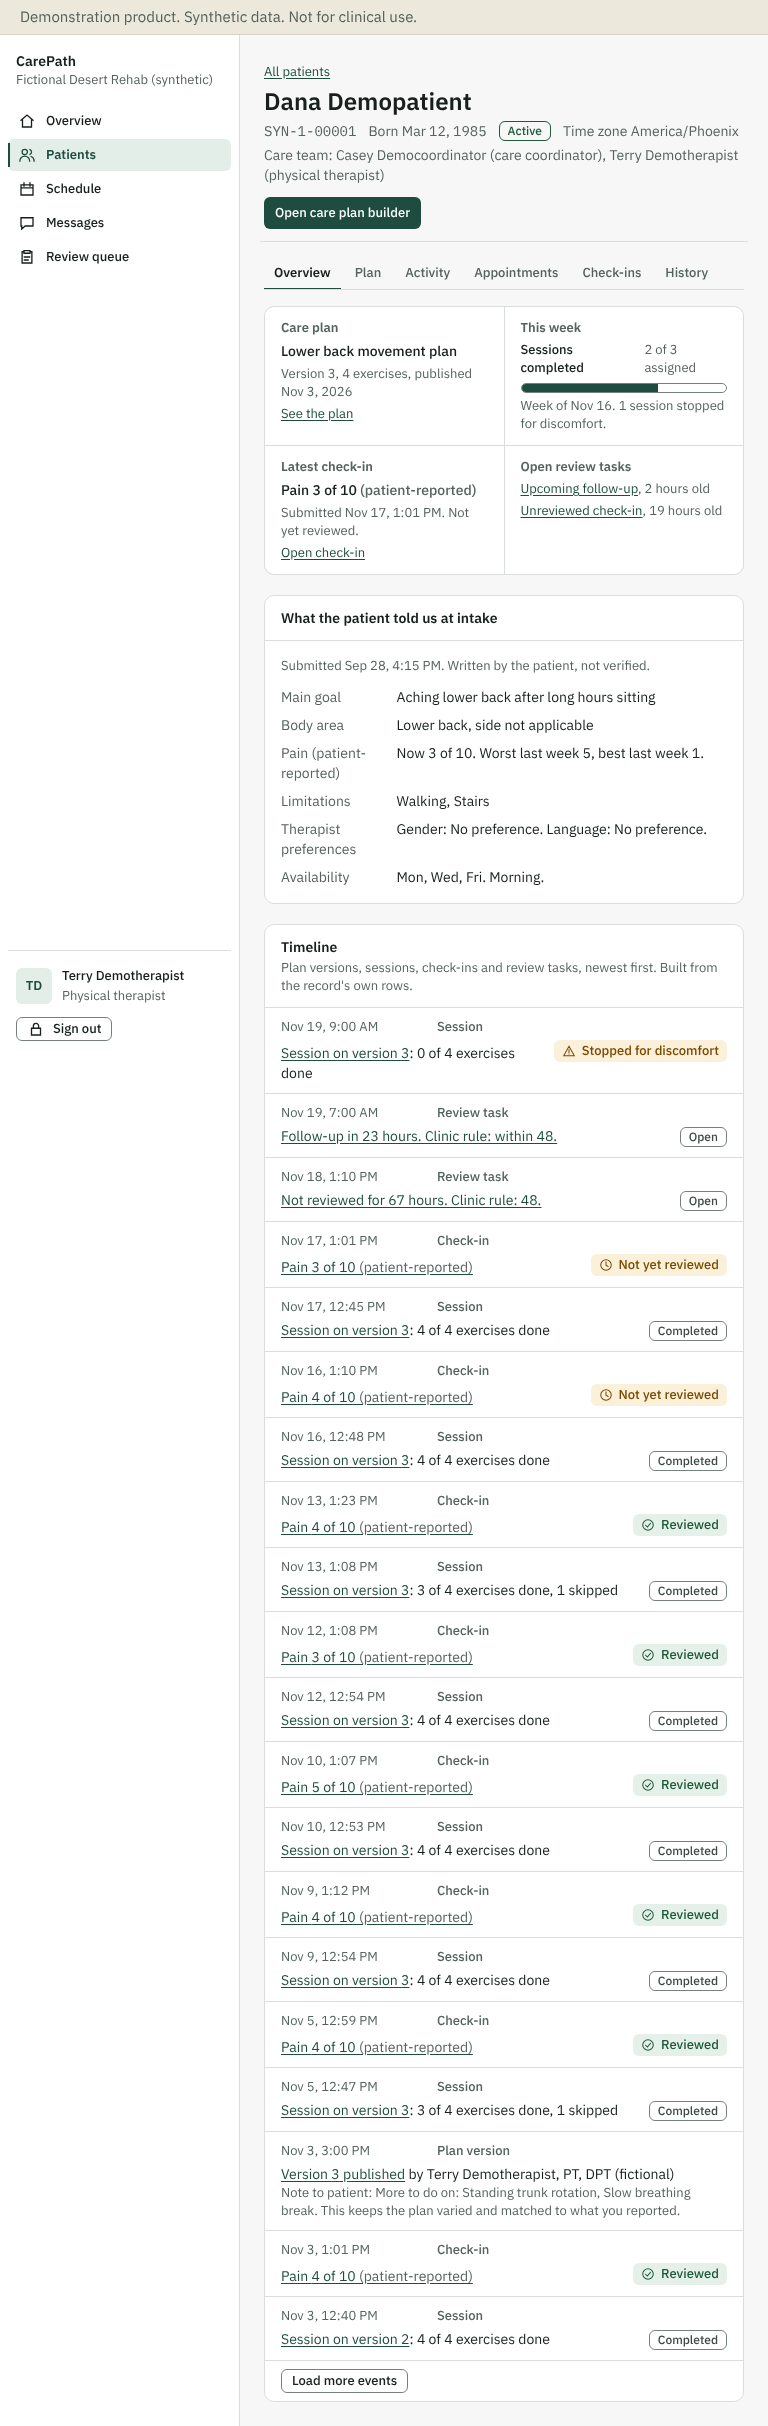 Demonstration product. Synthetic data. Not for clinical use.
CarePath
Fictional Desert Rehab (synthetic)
Overview
Patients
Schedule
Messages
Review queue
TD
Terry Demotherapist
Physical therapist
Sign out
All patients
Dana Demopatient
SYN-1-00001 Born Mar 12, 1985 Active Time zone America/Phoenix
Care team: Casey Democoordinator (care coordinator), Terry Demotherapist
(physical therapist)
Open care plan builder
Overview Plan Activity Appointments Check-ins History
Care plan
Lower back movement plan
Version 3, 4 exercises, published
Nov 3, 2026
See the plan
This week
Sessions completed 2 of 3 assigned
Week of Nov 16. 1 session stopped
for discomfort.
Latest check-in
Pain 3 of 10 (patient-reported)
Submitted Nov 17, 1:01 PM. Not
yet reviewed.
Open check-in
Open review tasks
Upcoming follow-up, 2 hours old
Unreviewed check-in, 19 hours old
What the patient told us at intake
Submitted Sep 28, 4:15 PM. Written by the patient, not verified.
Main goal Aching lower back after long hours sitting
Body area Lower back, side not applicable
Pain (patient-reported) Now 3 of 10. Worst last week 5, best last week 1.
Limitations Walking, Stairs
Therapist preferences Gender: No preference. Language: No preference.
Availability Mon, Wed, Fri. Morning.
Timeline
Plan versions, sessions, check-ins and review tasks, newest first. Built from
the record's own rows.
Nov 19, 9:00 AM Session
Session on version 3: 0 of 4 exercises done Stopped for discomfort
Nov 19, 7:00 AM Review task
Follow-up in 23 hours. Clinic rule: within 48. Open
Nov 18, 1:10 PM Review task
Not reviewed for 67 hours. Clinic rule: 48. Open
Nov 17, 1:01 PM Check-in
Pain 3 of 10 (patient-reported) Not yet reviewed
Nov 17, 12:45 PM Session
Session on version 3: 4 of 4 exercises done Completed
Nov 16, 1:10 PM Check-in
Pain 4 of 10 (patient-reported) Not yet reviewed
Nov 16, 12:48 PM Session
Session on version 3: 4 of 4 exercises done Completed
Nov 13, 1:23 PM Check-in
Pain 4 of 10 (patient-reported) Reviewed
Nov 13, 1:08 PM Session
Session on version 3: 3 of 4 exercises done, 1 skipped Completed
Nov 12, 1:08 PM Check-in
Pain 3 of 10 (patient-reported) Reviewed
Nov 12, 12:54 PM Session
Session on version 3: 4 of 4 exercises done Completed
Nov 10, 1:07 PM Check-in
Pain 5 of 10 (patient-reported) Reviewed
Nov 10, 12:53 PM Session
Session on version 3: 4 of 4 exercises done Completed
Nov 9, 1:12 PM Check-in
Pain 4 of 10 (patient-reported) Reviewed
Nov 9, 12:54 PM Session
Session on version 3: 4 of 4 exercises done Completed
Nov 5, 12:59 PM Check-in
Pain 4 of 10 (patient-reported) Reviewed
Nov 5, 12:47 PM Session
Session on version 3: 3 of 4 exercises done, 1 skipped Completed
Nov 3, 3:00 PM Plan version
Version 3 published by Terry Demotherapist, PT, DPT (fictional)
Note to patient: More to do on: Standing trunk rotation, Slow breathing
break. This keeps the plan varied and matched to what you reported.
Nov 3, 1:01 PM Check-in
Pain 4 of 10 (patient-reported) Reviewed
Nov 3, 12:40 PM Session
Session on version 2: 4 of 4 exercises done Completed
Load more events